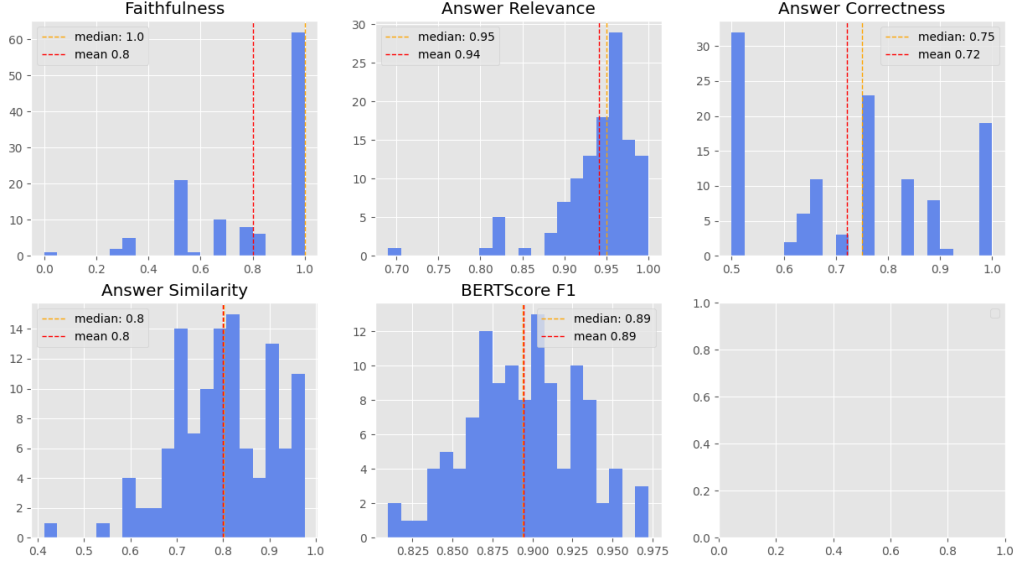 Faithfulness
median: 1.0
mean 0.8
60
50
40
30
20
10
0
0.0 0.2 0.4 0.6 0.8 1.0
Answer Relevance
median: 0.95
mean 0.94
30
25
20
15
10
5
0
0.70 0.75 0.80 0.85 0.90 0.95 1.00
Answer Correctness
median: 0.75
mean 0.72
30
25
20
15
10
5
0
0.5 0.6 0.7 0.8 0.9 1.0
Answer Similarity
median: 0.8
mean 0.8
14
12
10
8
6
4
2
0
0.4 0.5 0.6 0.7 0.8 0.9 1.0
BERTScore F1
median: 0.89
mean 0.89
12
10
8
6
4
2
0
0.825 0.850 0.875 0.900 0.925 0.950 0.975
1.0
0.8
0.6
0.4
0.2
0.0
0.0 0.2 0.4 0.6 0.8 1.0